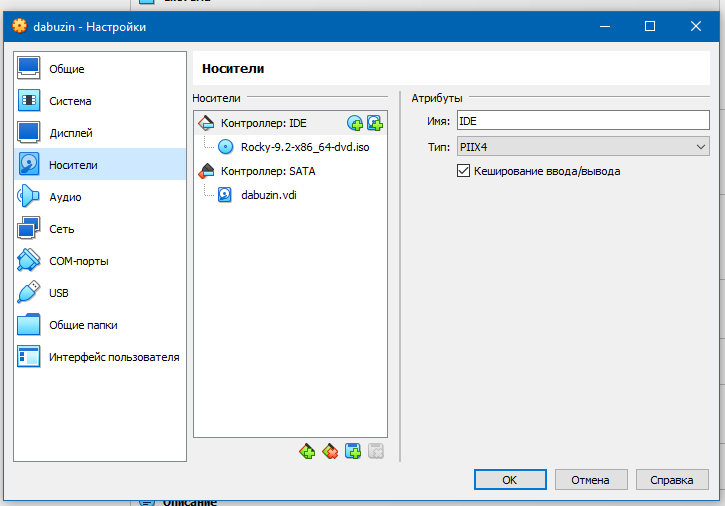 dabuzin - Настройки
Общие
Система
Дисплей
Носители
Аудио
Сеть
COM-порты
USB
Общие папки
Интерфейс пользователя
Носители
Носители
Контроллер: IDE
Rocky-9.2-x86_64-dvd.iso
Контроллер: SATA
dabuzin.vdi
Атрибуты
Имя: IDE
Тип: PIIX4
Кеширование ввода/вывода
OK
Отмена
Справка
Описание